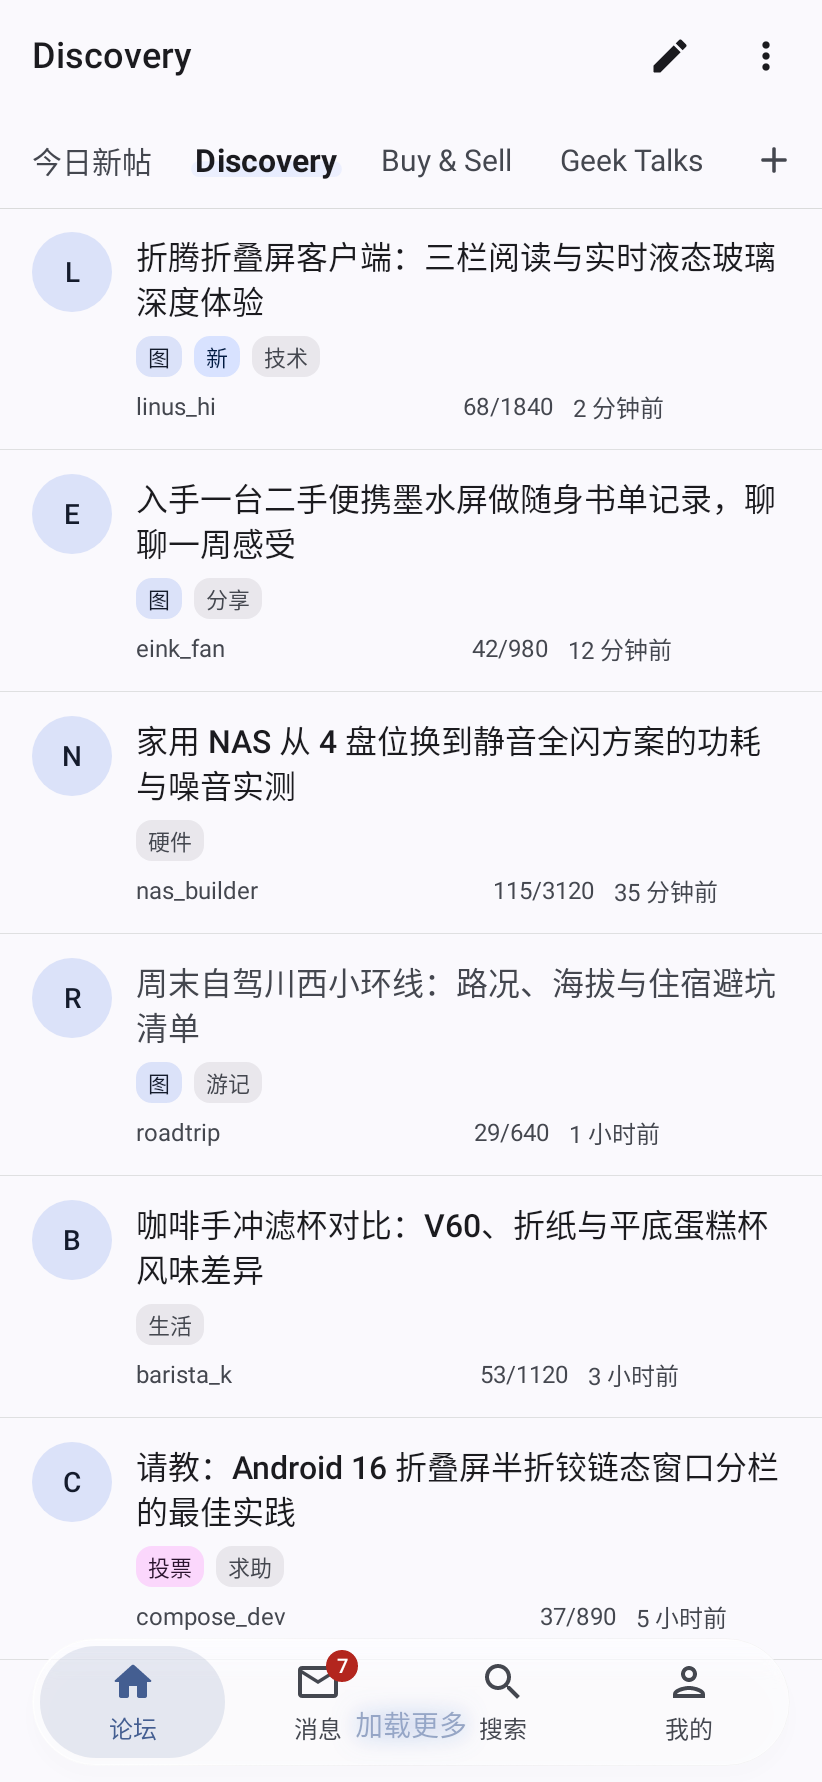 Discovery
今日新帖 Discovery Buy & Sell Geek Talks
L
折腾折叠屏客户端：三栏阅读与实时液态玻璃
深度体验
图 新 技术
linus_hi 68/1840 2 分钟前
E
入手一台二手便携墨水屏做随身书单记录，聊
聊一周感受
图 分享
eink_fan 42/980 12 分钟前
N
家用 NAS 从 4 盘位换到静音全闪方案的功耗
与噪音实测
硬件
nas_builder 115/3120 35 分钟前
R
周末自驾川西小环线：路况、海拔与住宿避坑
清单
图 游记
roadtrip 29/640 1 小时前
B
咖啡手冲滤杯对比：V60、折纸与平底蛋糕杯
风味差异
生活
barista_k 53/1120 3 小时前
C
请教：Android 16 折叠屏半折铰链态窗口分栏
的最佳实践
投票 求助
compose_dev 37/890 5 小时前
7
论坛 消息 加载更多 搜索 我的